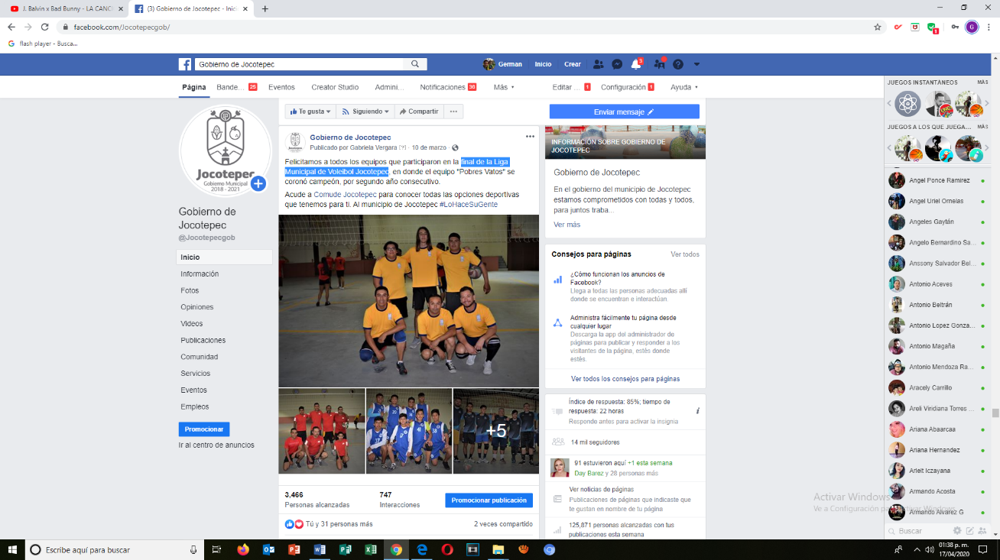 J. Balvin x Bad Bunny - LA CANCI
(3) Gobierno de Jocotepec - Inici
facebook.com/Jocotepecgob/
flash player - Busca...
Gobierno de Jocotepec
German
Inicio
Crear
3
Página
Bande... 25
Eventos
Creator Studio
Admini...
Notificaciones 36
Más
Editar ... 1
Configuración 1
Ayuda
Te gusta
Siguiendo
Compartir
Enviar mensaje
Jocotepec
Gobierno Municipal
2018 - 2021
Gobierno de
Jocotepec
@Jocotepecgob
Inicio
Información
Fotos
Opiniones
Videos
Publicaciones
Comunidad
Servicios
Eventos
Empleos
Promocionar
Ir al centro de anuncios
Gobierno de Jocotepec
Publicado por Gabriela Vergara [?] · 10 de marzo ·
Felicitamos a todos los equipos que participaron en la final de la Liga
Municipal de Voleibol Jocotepec, en donde el equipo "Pobres Vatos" se
coronó campeón, por segundo año consecutivo.
Acude a Comude Jocotepec para conocer todas las opciones deportivas
que tenemos para ti. Al municipio de Jocotepec #LoHaceSuGente
+5
3,466
Personas alcanzadas
747
Interacciones
Promocionar publicación
Tú y 31 personas más
2 veces compartido
INFORMACIÓN SOBRE GOBIERNO DE
JOCOTEPEC
Gobierno de Jocotepec
En el gobierno del municipio de Jocotepec
estamos comprometidos con todas y todos,
para juntos traba...
Ver más
Consejos para páginas
Ver todos
¿Cómo funcionan los anuncios de
Facebook?
Llega a todas las personas adecuadas allí
donde se encuentran e interactúan.
Administra fácilmente tu página desde
cualquier lugar
Descarga la app del administrador de
páginas para publicar y responder a los
visitantes de la página, estés donde
estés.
Ver todos los consejos para páginas
Índice de respuesta: 85%; tiempo de
respuesta: 22 horas
Responde antes para activar la insignia
14 mil seguidores
91 estuvieron aquí +1 esta semana
Day Barez y 28 personas más
Ver noticias de páginas
Publicaciones de páginas que indicaste que
te gustan en nombre de tu página
125,871 personas alcanzadas con tus
publicaciones esta semana
JUEGOS INSTANTÁNEOS
MÁS
JUEGOS A LOS QUE JUEGA...
MÁS
Angel Ponce Ramirez
Angel Uriel Ornelas
Angeles Gaytán
Angelo Bernardino Sa...
Anssony Salvador Bel...
Antonio Aceves
Antonio Beltrán
Antonio Lopez Gonza...
Antonio Magaña
Antonio Mendoza Ra...
Aracely Carrillo
Areli Viridiana Torres ...
Ariana Abaarcaa
Ariana Hernandez
Arielt Iczayana
Armando Acosta
Armando Alvarez G
Buscar
Activar Windows
Escribe aquí para buscar
01:38 p. m.
17/04/2020